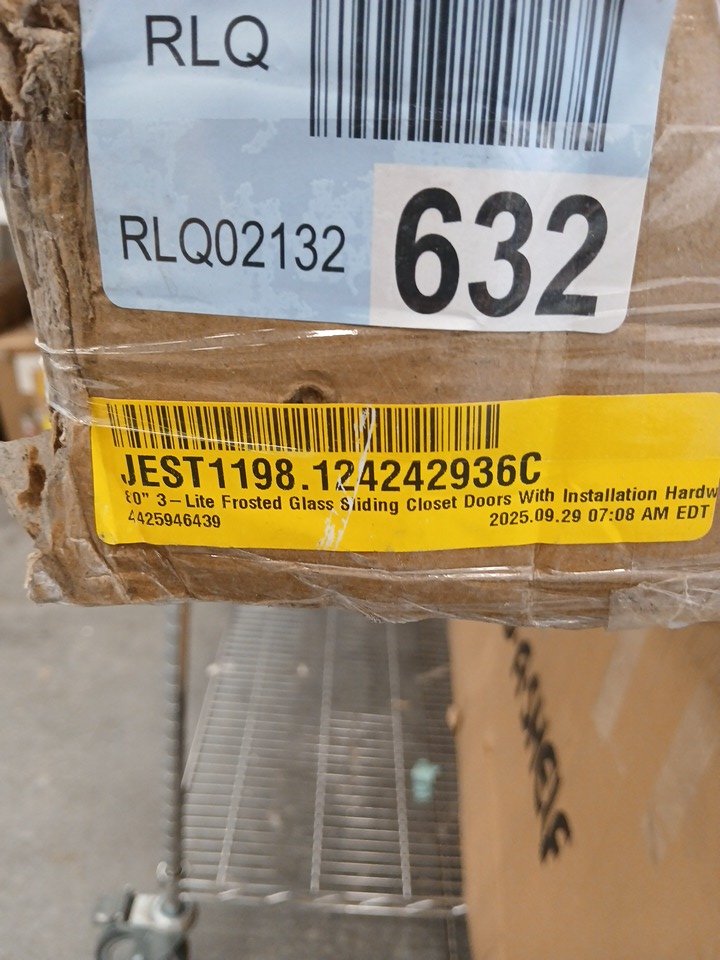 RLQ
RLQ02132
632
JEST1198.124242936C
80" 3-Lite Frosted Glass Sliding Closet Doors With Installation Hardw
4425946439
2025.09.29 07:08 AM EDT